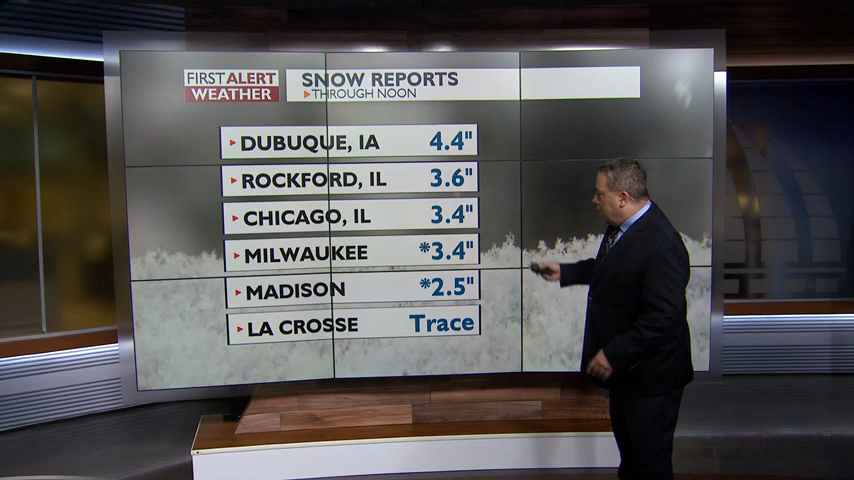 FIRST ALERT
WEATHER
SNOW REPORTS
THROUGH NOON
DUBUQUE, IA 4.4"
ROCKFORD, IL 3.6"
CHICAGO, IL 3.4"
MILWAUKEE *3.4"
MADISON *2.5"
LA CROSSE Trace